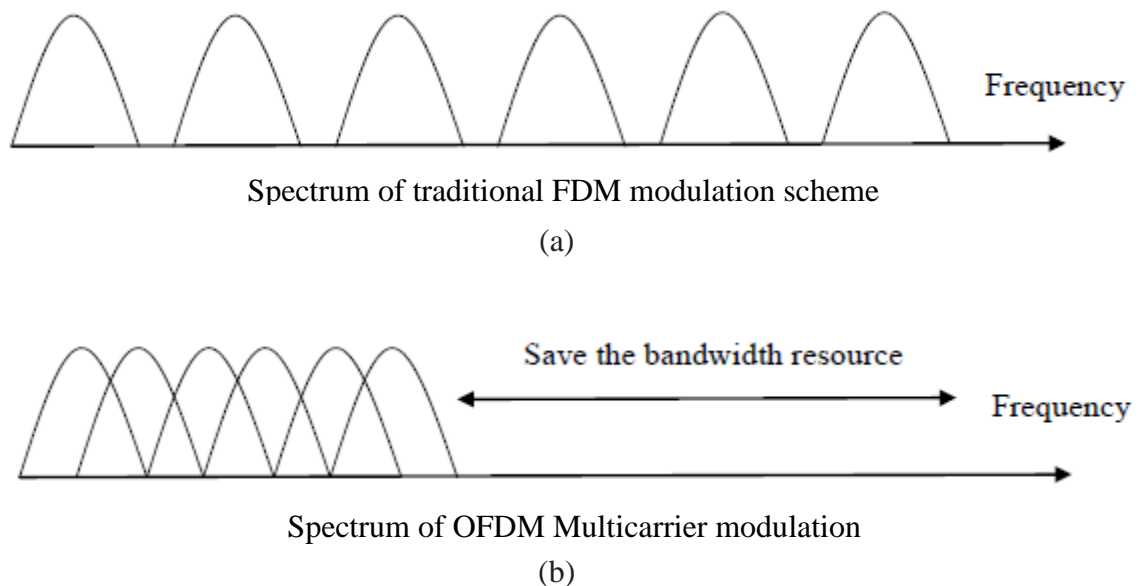 Frequency
Spectrum of traditional FDM modulation scheme
(a)
Save the bandwidth resource
Frequency
Spectrum of OFDM Multicarrier modulation
(b)